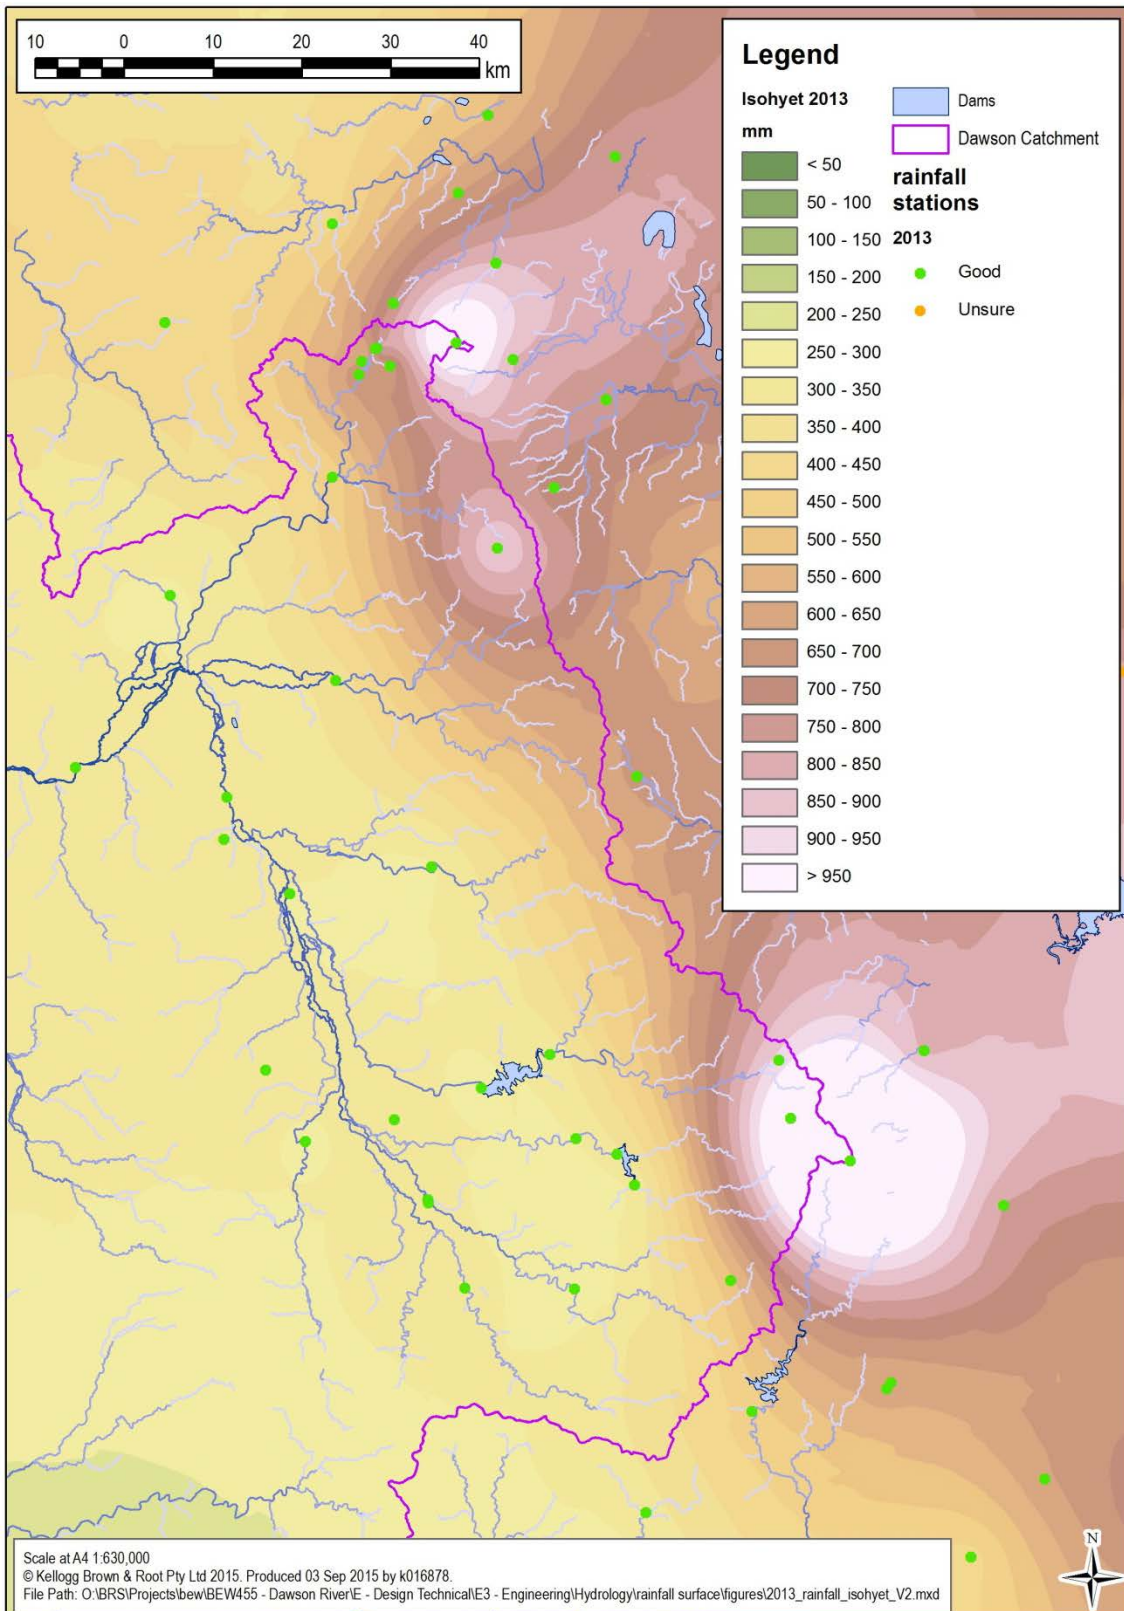 10 0 10 20 30 40
km
Legend
Isohyet 2013
mm
< 50
50 - 100
100 - 150
150 - 200
200 - 250
250 - 300
300 - 350
350 - 400
400 - 450
450 - 500
500 - 550
550 - 600
600 - 650
650 - 700
700 - 750
750 - 800
800 - 850
850 - 900
900 - 950
> 950
Dams
Dawson Catchment
rainfall
stations
2013
Good
Unsure
N
Scale at A4 1:630,000
© Kellogg Brown & Root Pty Ltd 2015. Produced 03 Sep 2015 by k016878.
File Path: O:\BRS\Projects\bew\BEW455 - Dawson River\E - Design Technical\E3 - Engineering\Hydrology\rainfall surface\figures\2013_rainfall_isohyet_V2.mxd